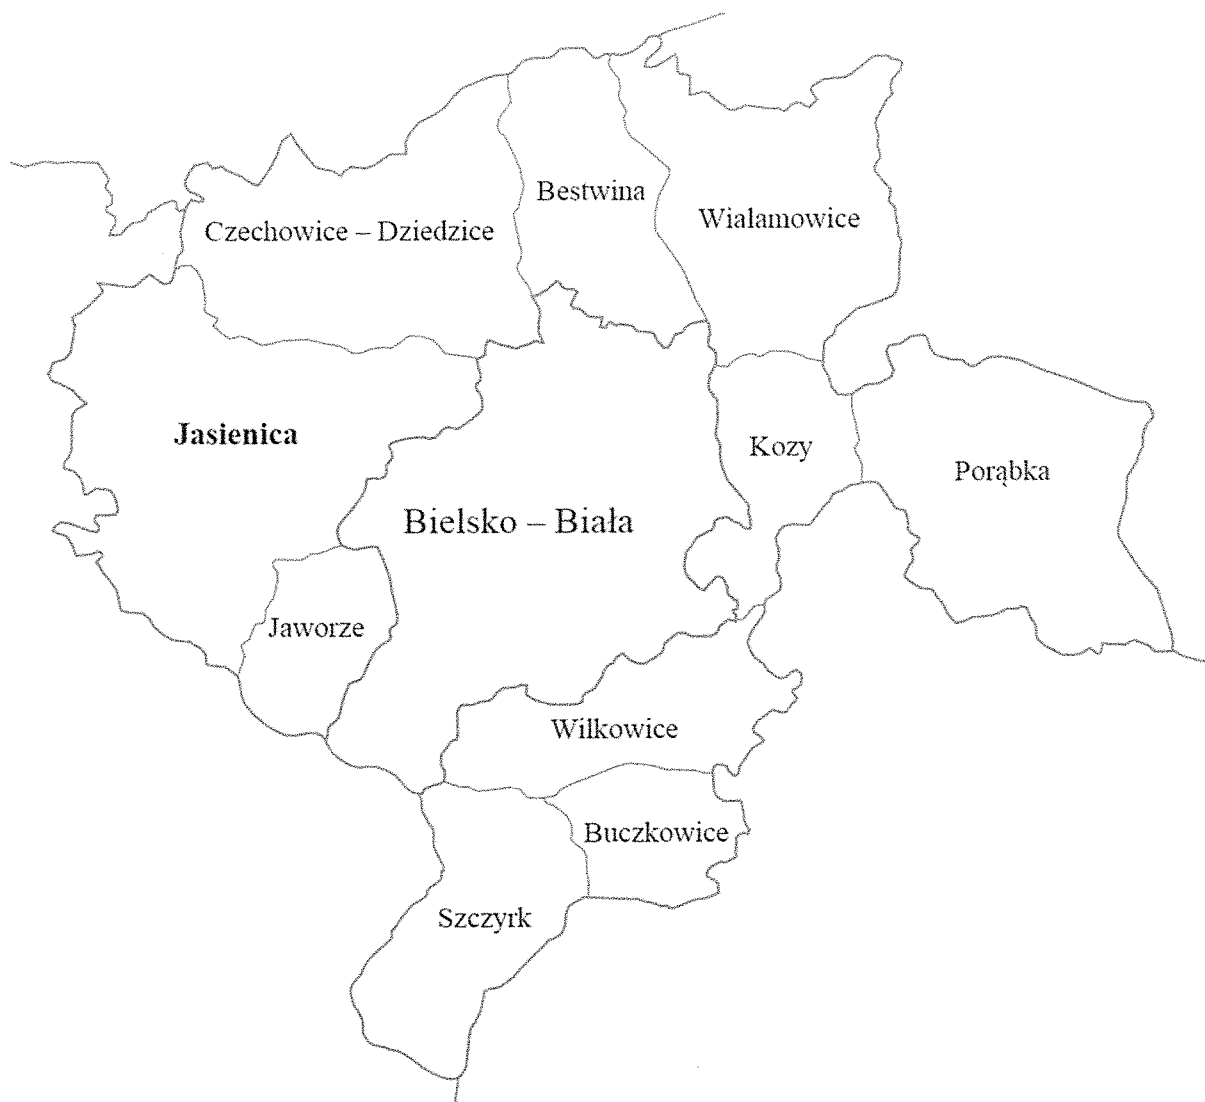 Bestwina
Wialamowice
Czechowice – Dziedzice
Jasienica
Kozy
Porąbka
Bielsko – Biała
Jaworze
Wilkowice
Buczkowice
Szczyrk